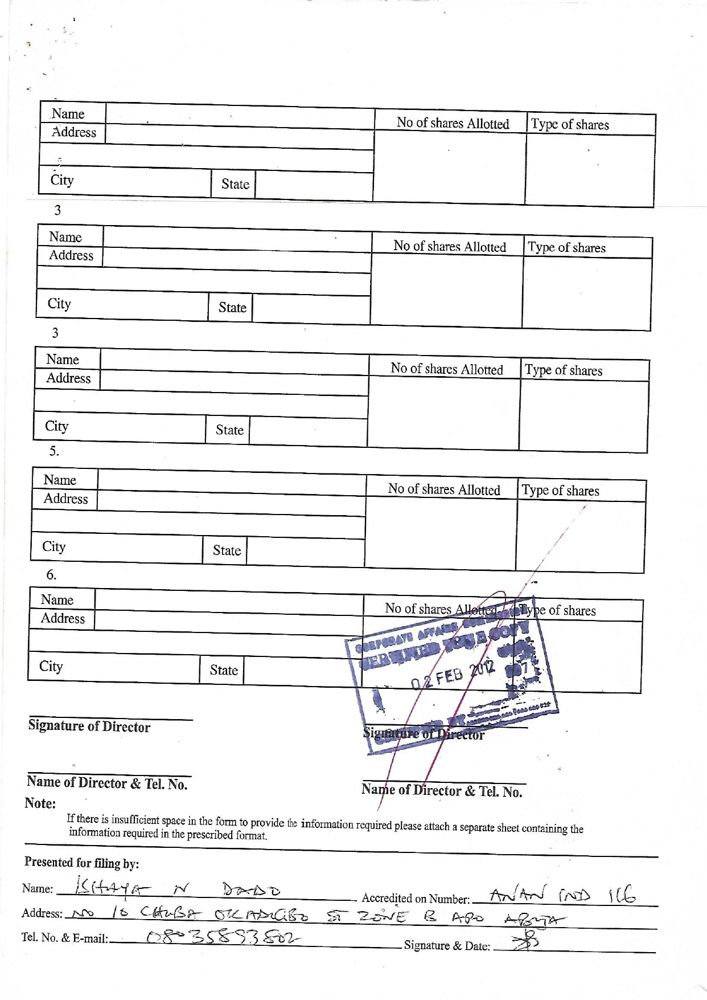 Name
No of shares Allotted Type of shares
Address
City State
3
Name
No of shares Allotted Type of shares
Address
City State
3
Name
No of shares Allotted Type of shares
Address
City State
5.
Name
No of shares Allotted Type of shares
Address
City State
6.
Name
No of shares Allotted Type of shares
Address
CORPORATE AFFAIRS
CERTIFIED TRUE COPY
City State
02 FEB 2012
Signature of Director Signature of Director
Name of Director & Tel. No. Name of Director & Tel. No.
Note:
If there is insufficient space in the form to provide the information required please attach a separate sheet containing the
information required in the prescribed format.
Presented for filing by:
Name: ISHAYA N DADO Accredited on Number: ANAN IND 116
Address: NO 10 CHUBA OKADIGBO ST ZONE B APO ABUJA
Tel. No. & E-mail: 08035853802 Signature & Date: